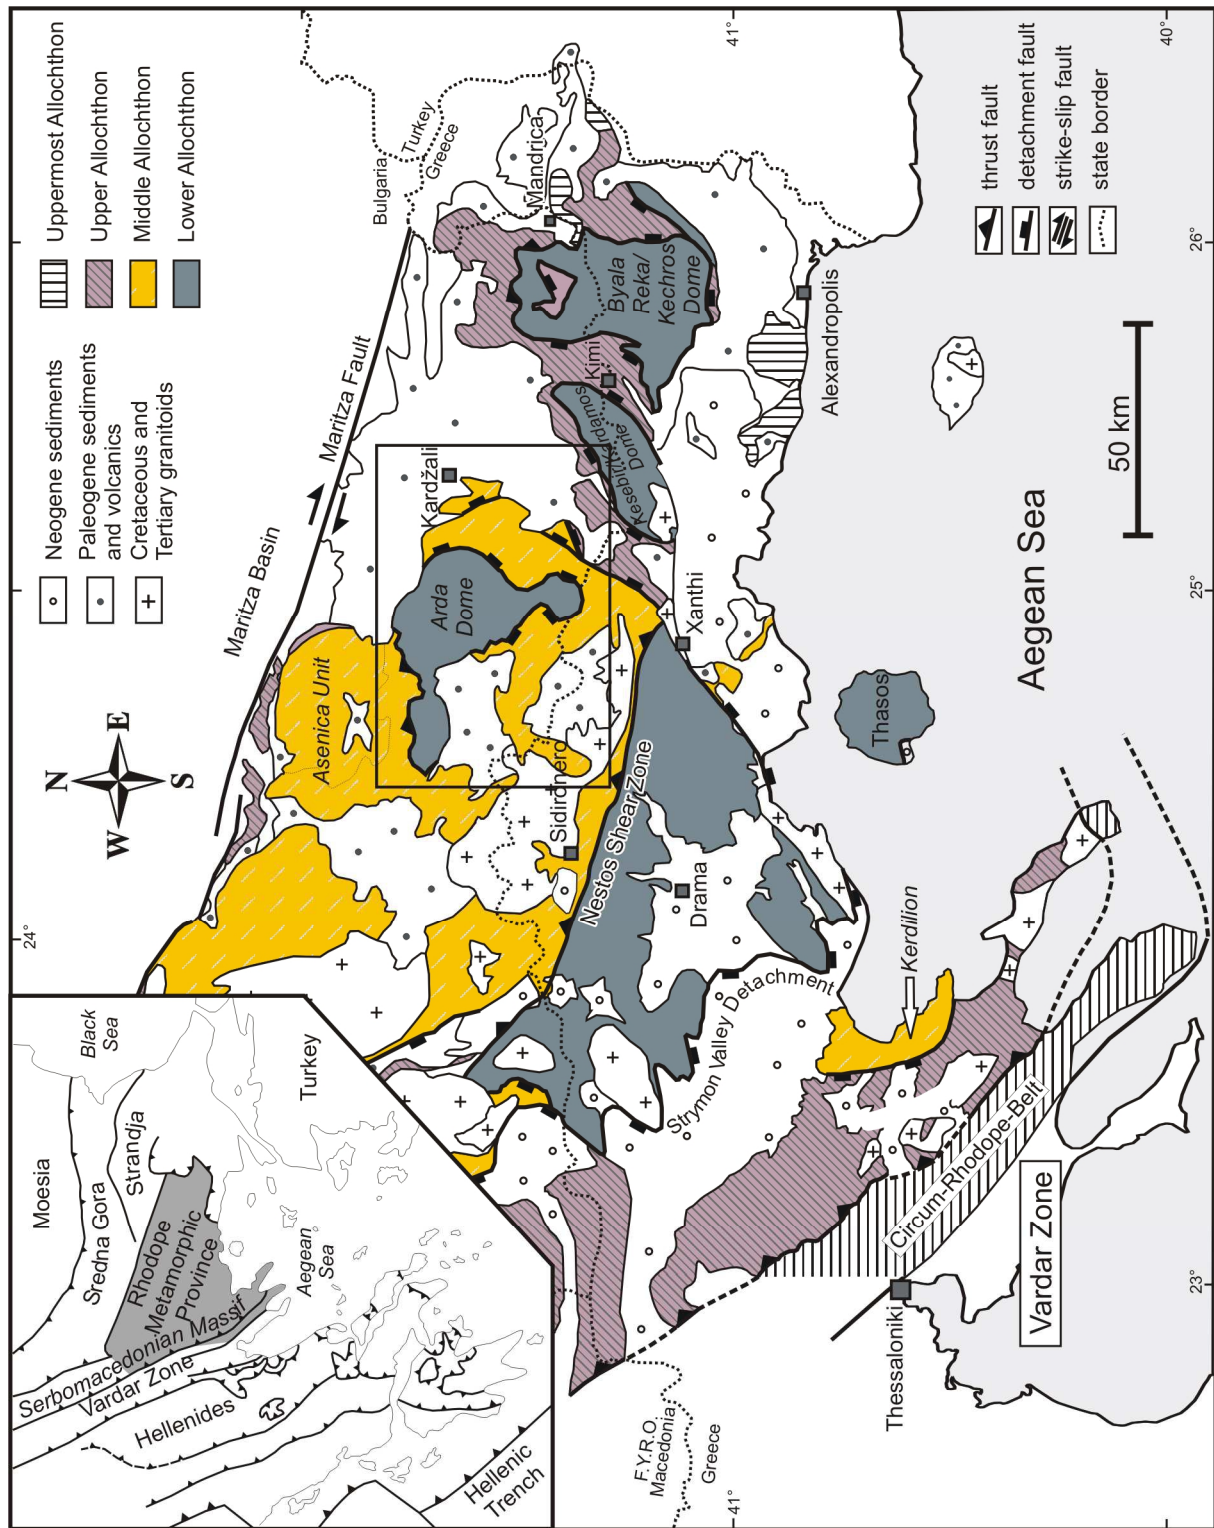 Moesia
Sredna Gora
Strandja
Black
Sea
Rhodope
Metamorphic
Province
Serbomacedonian Massif
Vardar Zone
Hellenides
Aegean
Sea
Turkey
Hellenic
Trench
24°
N
W
E
S
Maritza Basin
Maritza Fault
Neogene sediments
Paleogene sediments
and volcanics
Cretaceous and
Tertiary granitoids
Uppermost Allochthon
Upper Allochthon
Middle Allochthon
Lower Allochthon
Bulgaria
Turkey
Greece
Asenica Unit
Arda
Dome
Kardžali
Mandrica
Byala
Reka/
Kechros
Dome
Kimi
Kesebir/Kardamos
Dome
Sidironero
Nestos Shear Zone
Xanthi
Drama
Alexandropolis
41°
Strymon Valley Detachment
Kerdilion
Thasos
Aegean Sea
50 km
thrust fault
detachment fault
strike-slip fault
state border
Circum-Rhodope-Belt
Vardar Zone
Thessaloniki
F.Y.R.O.
Macedonia
Greece
41°
23°
25°
26°
40°